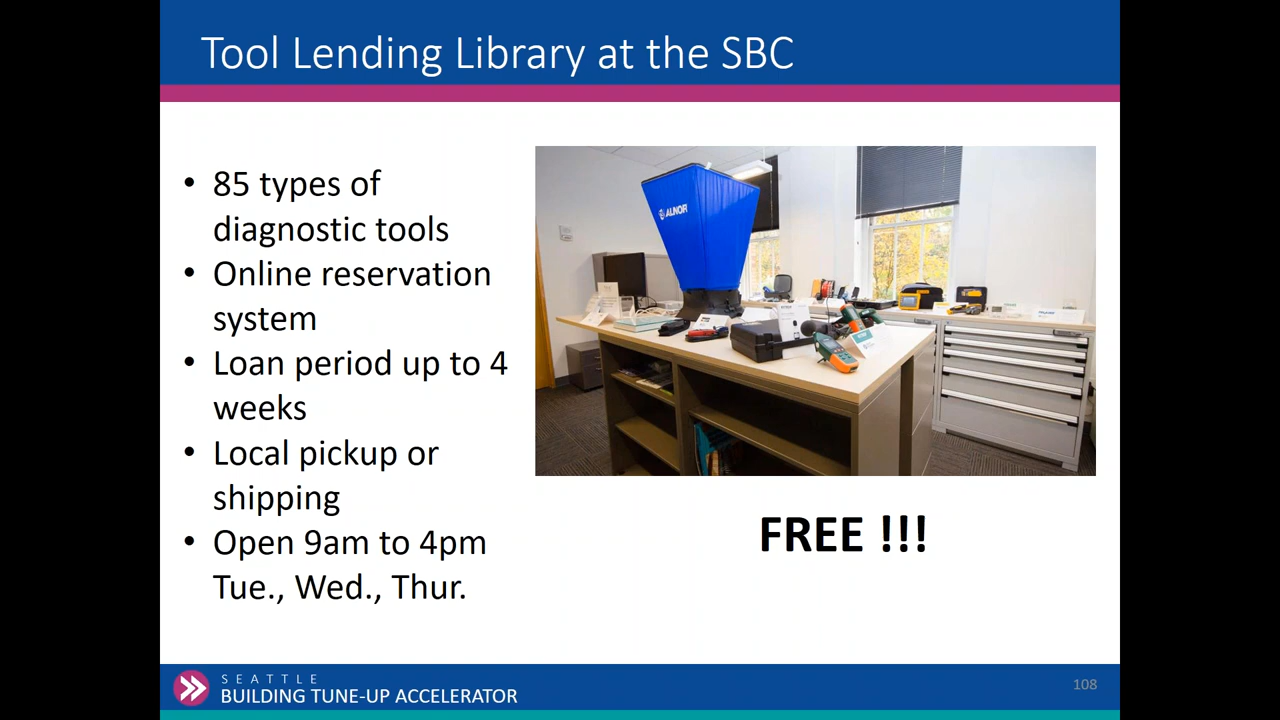 Tool Lending Library at the SBC
• 85 types of
diagnostic tools
• Online reservation
system
• Loan period up to 4
weeks
• Local pickup or
shipping
• Open 9am to 4pm
Tue., Wed., Thur.
ALNOR
FREE !!!
SEATTLE
BUILDING TUNE-UP ACCELERATOR
108